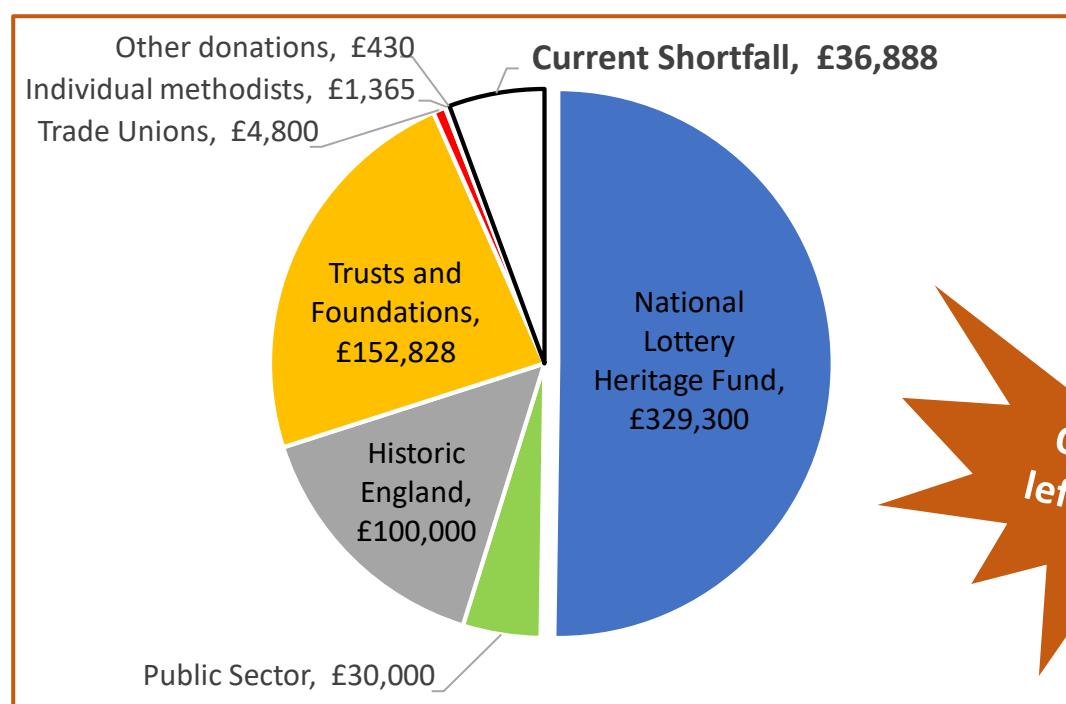 Other donations, £430
Current Shortfall, £36,888
Individual methodists, £1,365
Trade Unions, £4,800
Trusts and
Foundations,
£152,828
National
Lottery
Heritage Fund,
£329,300
Historic
England,
£100,000
Public Sector, £30,000